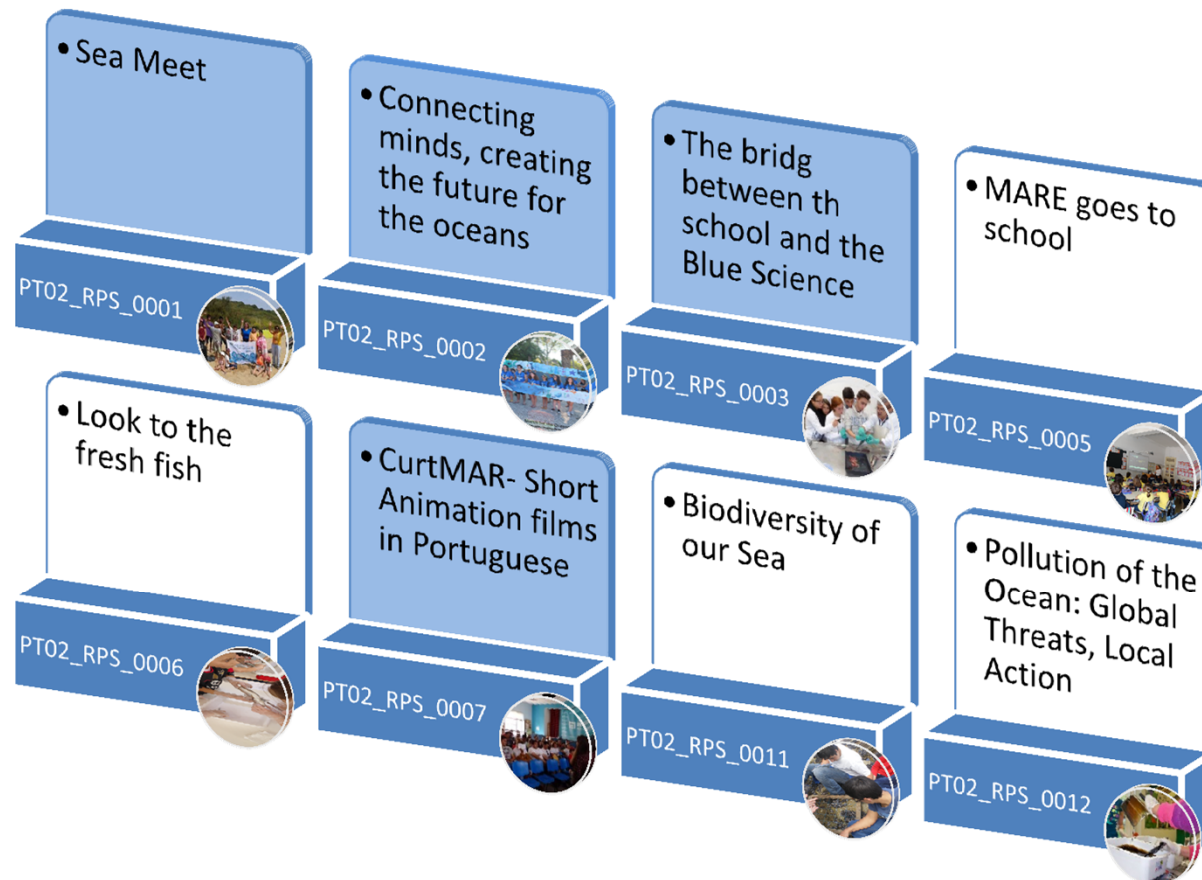 • Sea Meet
PT02_RPS_0001
• Connecting
minds, creating
the future for
the oceans
PT02_RPS_0002
• The bridg
between th
school and the
Blue Science
PT02_RPS_0003
• MARE goes to
school
PT02_RPS_0005
• Look to the
fresh fish
PT02_RPS_0006
• CurtMAR- Short
Animation films
in Portuguese
PT02_RPS_0007
• Biodiversity of
our Sea
PT02_RPS_0011
• Pollution of the
Ocean: Global
Threats, Local
Action
PT02_RPS_0012